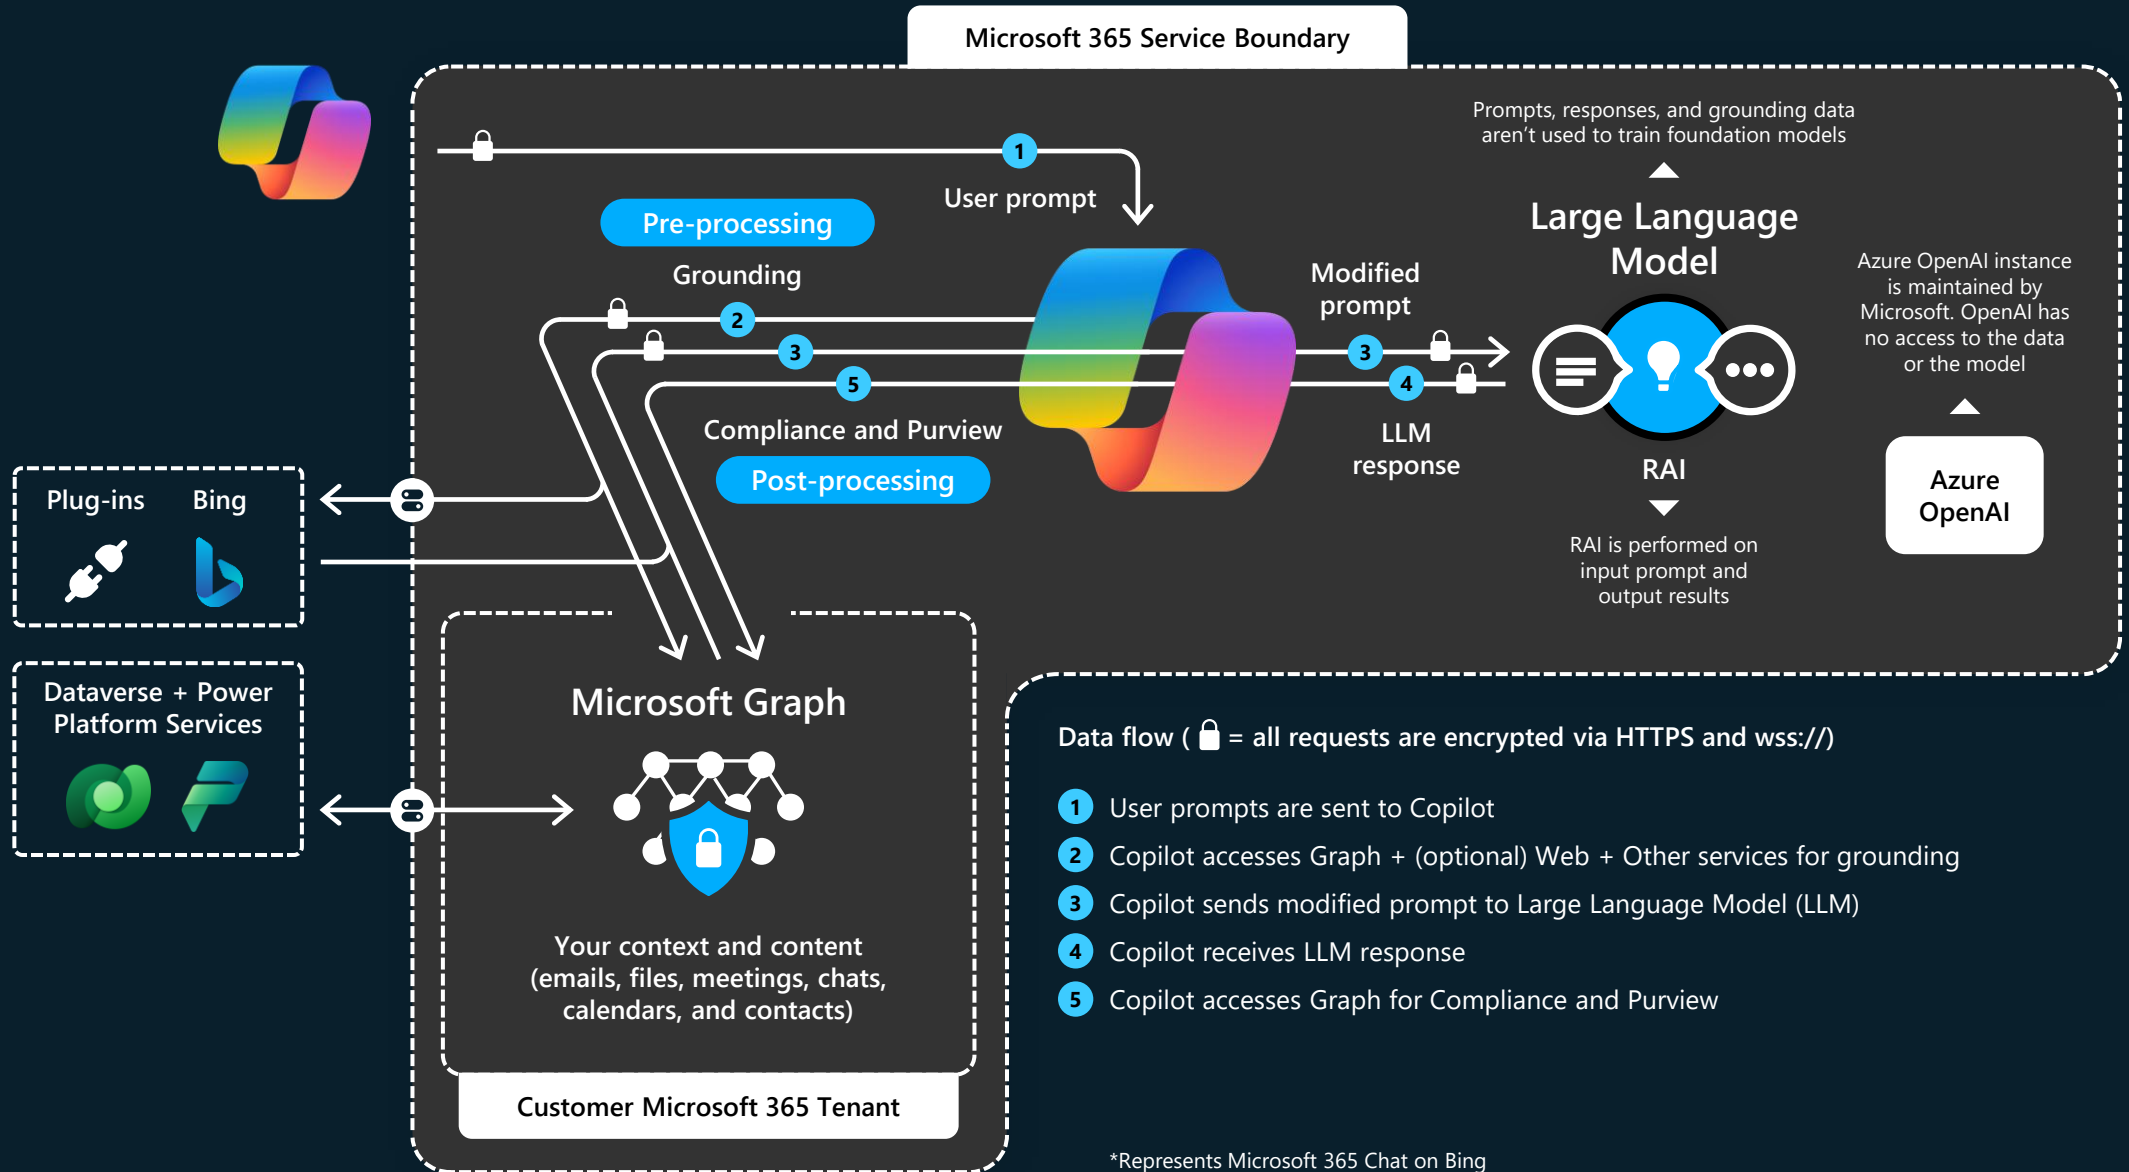 Microsoft 365 Service Boundary
1
User prompt
Pre-processing
Grounding
2
3
5
Compliance and Purview
Post-processing
Modified
prompt
3
4
LLM
response
Prompts, responses, and grounding data
aren't used to train foundation models
Large Language
Model
RAI
RAI is performed on
input prompt and
output results
Azure OpenAI instance
is maintained by
Microsoft. OpenAI has
no access to the data
or the model
Azure
OpenAI
Plug-ins
Bing
Dataverse + Power
Platform Services
Microsoft Graph
Your context and content
(emails, files, meetings, chats,
calendars, and contacts)
Customer Microsoft 365 Tenant
Data flow ( = all requests are encrypted via HTTPS and wss://)
1 User prompts are sent to Copilot
2 Copilot accesses Graph + (optional) Web + Other services for grounding
3 Copilot sends modified prompt to Large Language Model (LLM)
4 Copilot receives LLM response
5 Copilot accesses Graph for Compliance and Purview
*Represents Microsoft 365 Chat on Bing